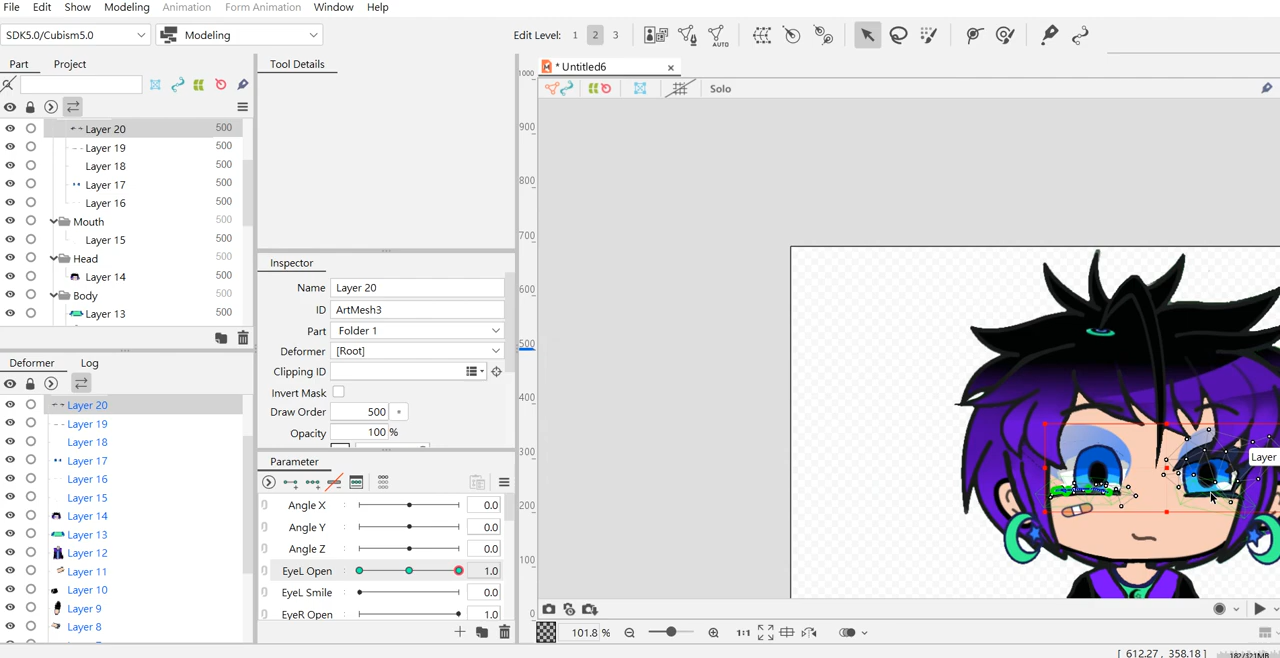 File Edit Show Modeling Animation Form Animation Window Help
SDK5.0/Cubism5.0 Modeling Edit Level: 1 2 3 AUTO
Part Project Tool Details 1000 * Untitled6
Solo
Layer 20 500
Layer 19 500
Layer 18 500
Layer 17 500
Layer 16 500
Mouth 500
Layer 15 500
Head 500
Layer 14 500
Body 500
Layer 13 500
Deformer Log
Layer 20
Layer 19
Layer 18
Layer 17
Layer 16
Layer 15
Layer 14
Layer 13
Layer 12
Layer 11
Layer 10
Layer 9
Layer 8
Inspector
Name Layer 20
ID ArtMesh3
Part Folder 1
Deformer [Root]
Clipping ID
Invert Mask
Draw Order 500
Opacity 100 %
Parameter
Angle X 0.0
Angle Y 0.0
Angle Z 0.0
EyeL Open 1.0
EyeL Smile 0.0
EyeR Open 1.0
900
800
700
600
500
400
300
200
100
0
Layer
101.8 % 1:1
[ 612.27 , 358.18 ] 182/321MB